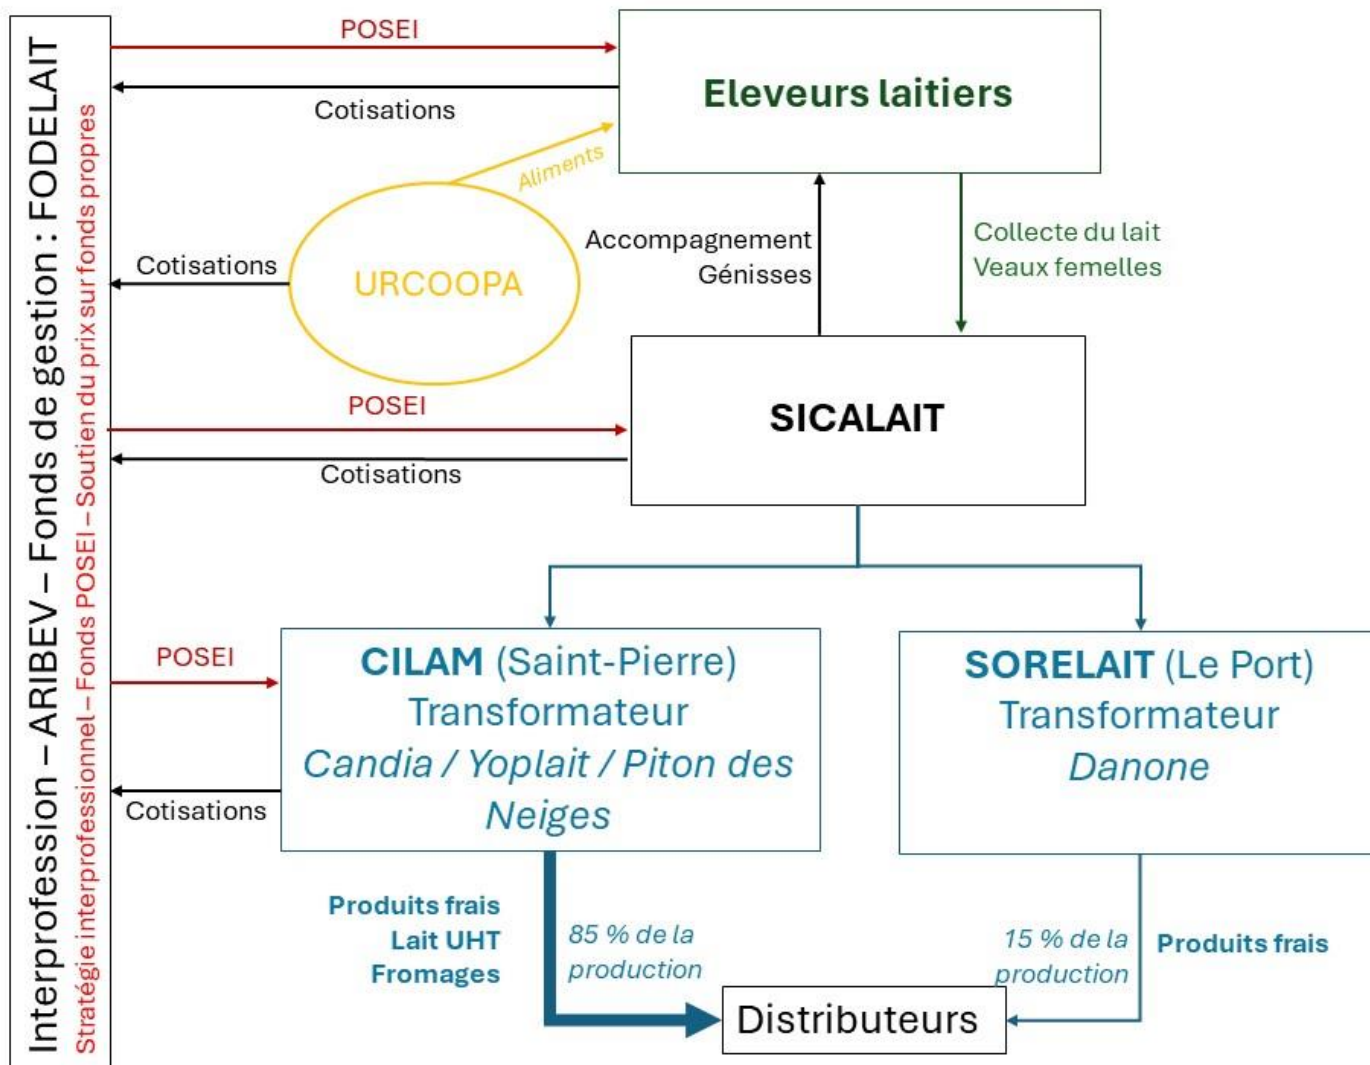 Interprofession – ARIBEV – Fonds de gestion : FODELAIT
Stratégie interprofessionnel – Fonds POSEI – Soutien du prix sur fonds propres
POSEI
Eleveurs laitiers
Cotisations
Aliments
URCOOPA
Cotisations
Accompagnement
Génisses
Collecte du lait
Veaux femelles
POSEI
SICALAIT
Cotisations
POSEI
CILAM (Saint-Pierre)
Transformateur
Candia / Yoplait / Piton des
Neiges
SORELAIT (Le Port)
Transformateur
Danone
Cotisations
Produits frais
Lait UHT
Fromages
85 % de la
production
15 % de la
production
Produits frais
Distributeurs